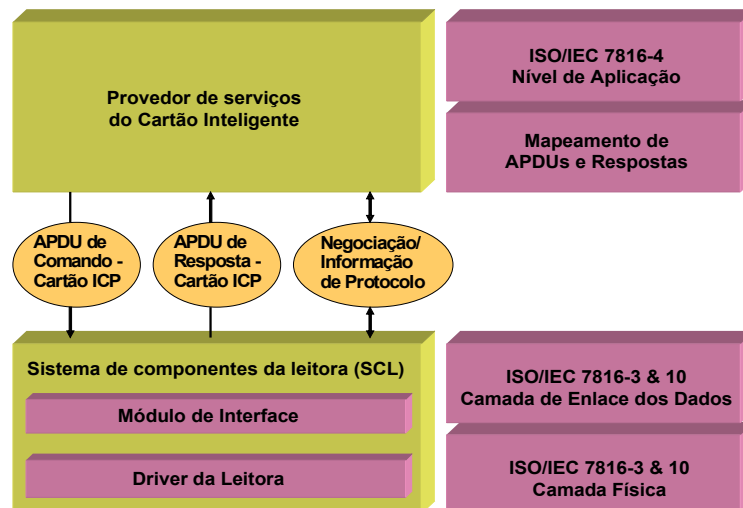 Provedor de serviços
do Cartão Inteligente
ISO/IEC 7816-4
Nível de Aplicação
Mapeamento de
APDUs e Respostas
APDU de
Comando -
Cartão ICP
APDU de
Resposta -
Cartão ICP
Negociação/
Informação
de Protocolo
Sistema de componentes da leitora (SCL)
Módulo de Interface
Driver da Leitora
ISO/IEC 7816-3 & 10
Camada de Enlace dos Dados
ISO/IEC 7816-3 & 10
Camada Física